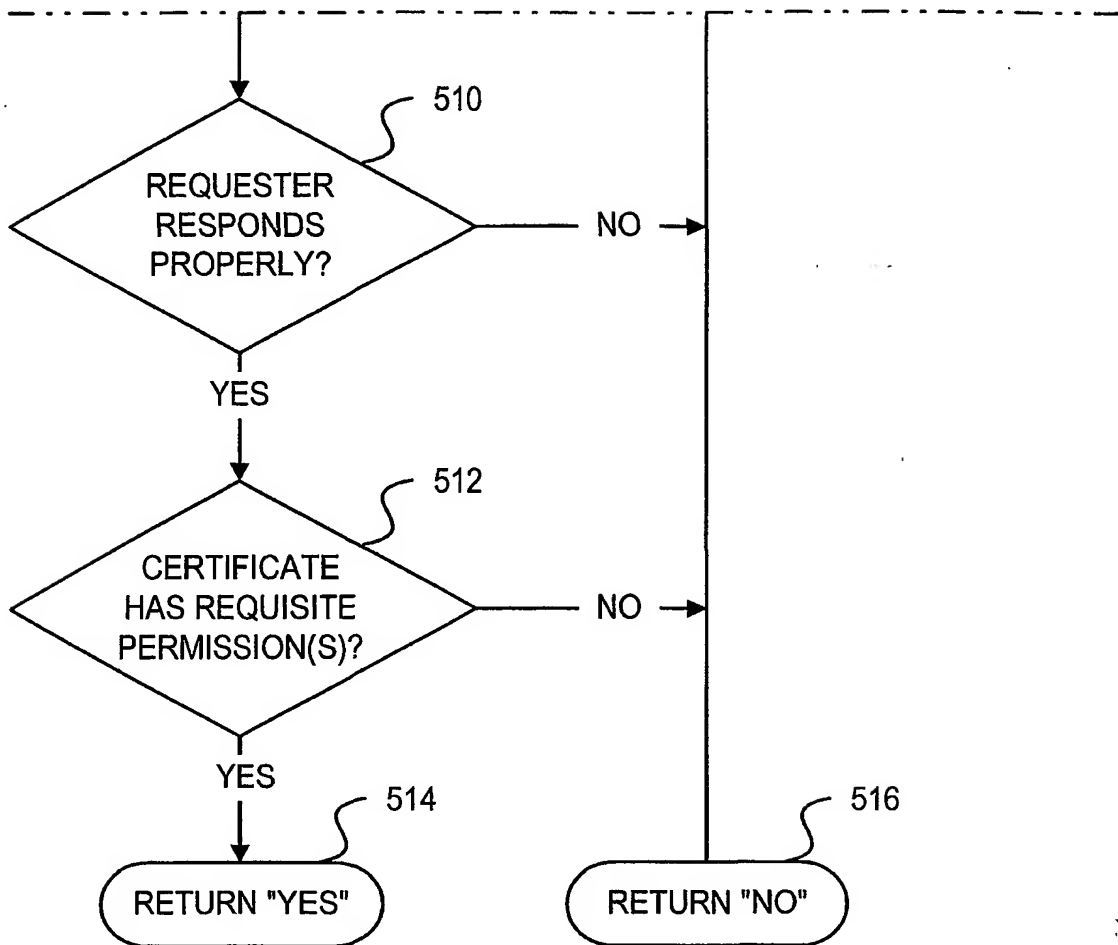 510
REQUESTER
RESPONDS
PROPERLY?
NO
YES
512
CERTIFICATE
HAS REQUISITE
PERMISSION(S)?
NO
YES
514
516
RETURN "YES"
RETURN "NO"